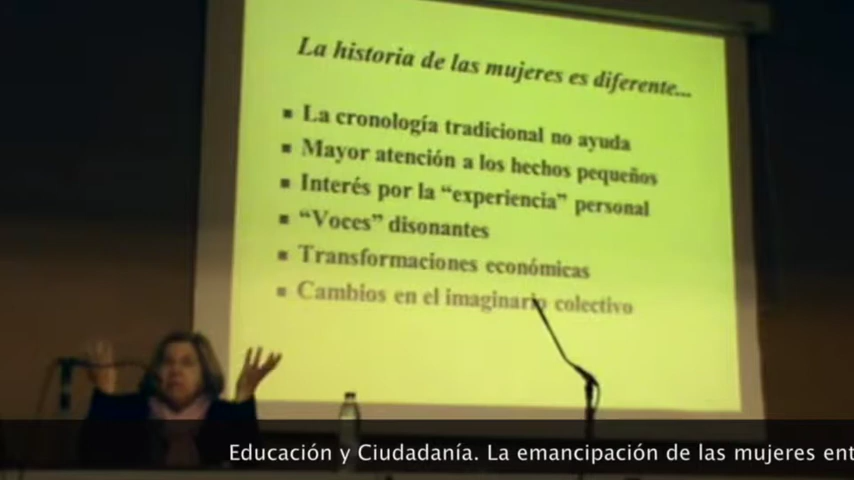 La historia de las mujeres es diferente...
▪ La cronología tradicional no ayuda
▪ Mayor atención a los hechos pequeños
▪ Interés por la “experiencia” personal
▪ “Voces” disonantes
▪ Transformaciones económicas
▪ Cambios en el imaginario colectivo
Educación y Ciudadanía. La emancipación de las mujeres ent